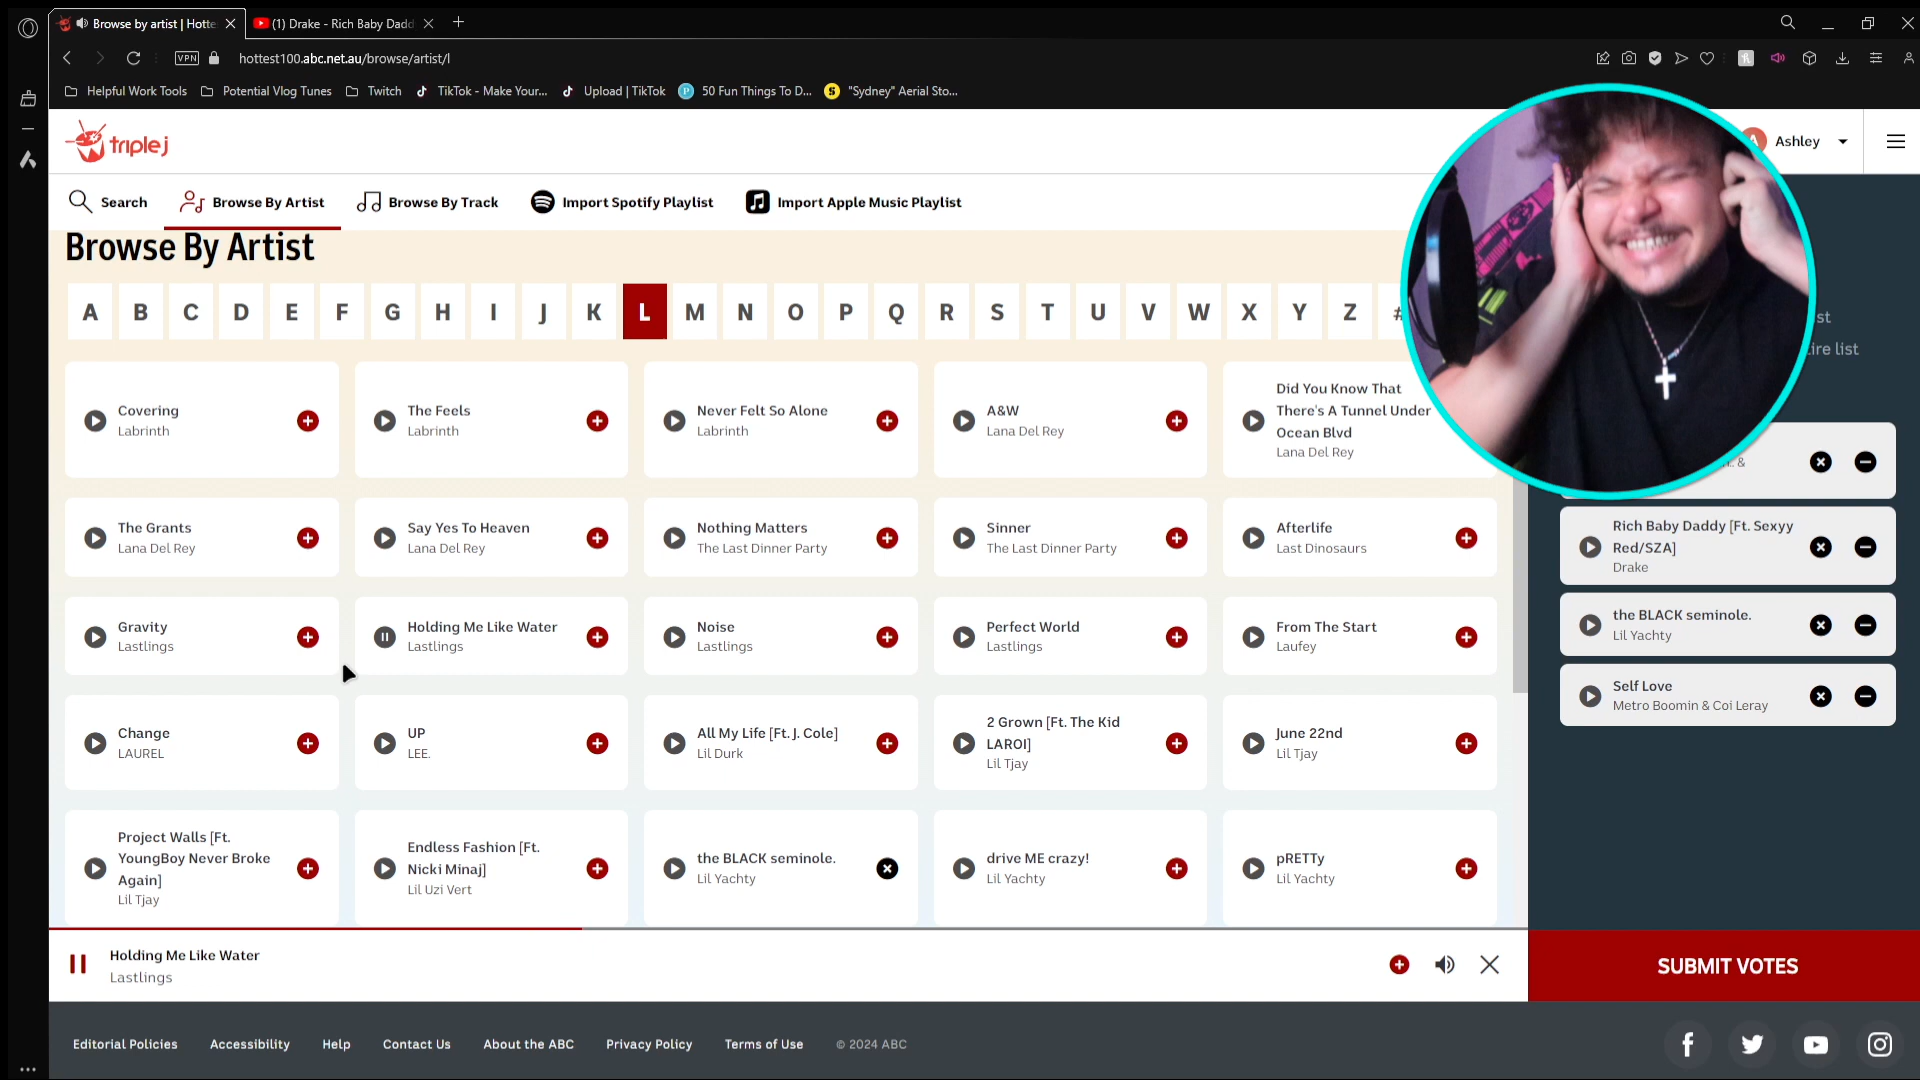 Browse by artist | Hotte
(1) Drake - Rich Baby Dadd
VPN
hottest100.abc.net.au/browse/artist/l
Helpful Work Tools
Potential Vlog Tunes
Twitch
TikTok - Make Your...
Upload | TikTok
50 Fun Things To D...
"Sydney" Aerial Sto...
triple j
Ashley
Search
Browse By Artist
Browse By Track
Import Spotify Playlist
Import Apple Music Playlist
Browse By Artist
A B C D E F G H I J K L M N O P Q R S T U V W X Y Z #
st
ire list
Covering
Labrinth
The Feels
Labrinth
Never Felt So Alone
Labrinth
A&W
Lana Del Rey
Did You Know That
There's A Tunnel Under
Ocean Blvd
Lana Del Rey
The Grants
Lana Del Rey
Say Yes To Heaven
Lana Del Rey
Nothing Matters
The Last Dinner Party
Sinner
The Last Dinner Party
Afterlife
Last Dinosaurs
Gravity
Lastlings
Holding Me Like Water
Lastlings
Noise
Lastlings
Perfect World
Lastlings
From The Start
Laufey
Change
LAUREL
UP
LEE.
All My Life [Ft. J. Cole]
Lil Durk
2 Grown [Ft. The Kid
LAROI]
Lil Tjay
June 22nd
Lil Tjay
Project Walls [Ft.
YoungBoy Never Broke
Again]
Lil Tjay
Endless Fashion [Ft.
Nicki Minaj]
Lil Uzi Vert
the BLACK seminole.
Lil Yachty
drive ME crazy!
Lil Yachty
pRETTy
Lil Yachty
&
Rich Baby Daddy [Ft. Sexyy
Red/SZA]
Drake
the BLACK seminole.
Lil Yachty
Self Love
Metro Boomin & Coi Leray
Holding Me Like Water
Lastlings
SUBMIT VOTES
Editorial Policies
Accessibility
Help
Contact Us
About the ABC
Privacy Policy
Terms of Use
© 2024 ABC